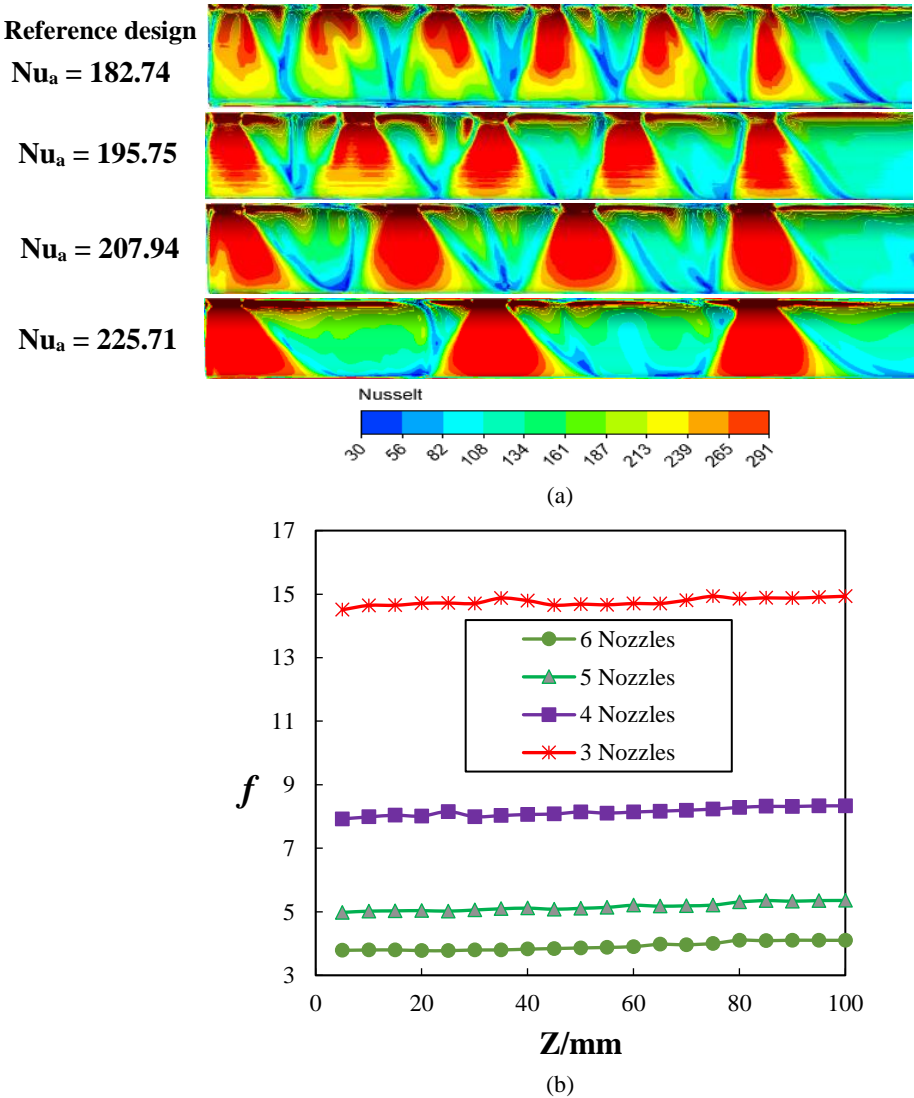 Reference design
Nuₐ = 182.74
Nuₐ = 195.75
Nuₐ = 207.94
Nuₐ = 225.71
Nusselt
30 56 82 108 134 161 187 213 239 265 291
(a)
17
15
13
11
9
7
5
3
f
6 Nozzles
5 Nozzles
4 Nozzles
3 Nozzles
0 20 40 60 80 100
Z/mm
(b)